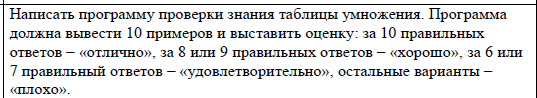 Написать программу проверки знания таблицы умножения. Программа
должна вывести 10 примеров и выставить оценку: за 10 правильных
ответов – «отлично», за 8 или 9 правильных ответов – «хорошо», за 6 или
7 правильный ответов – «удовлетворительно», остальные варианты –
«плохо».